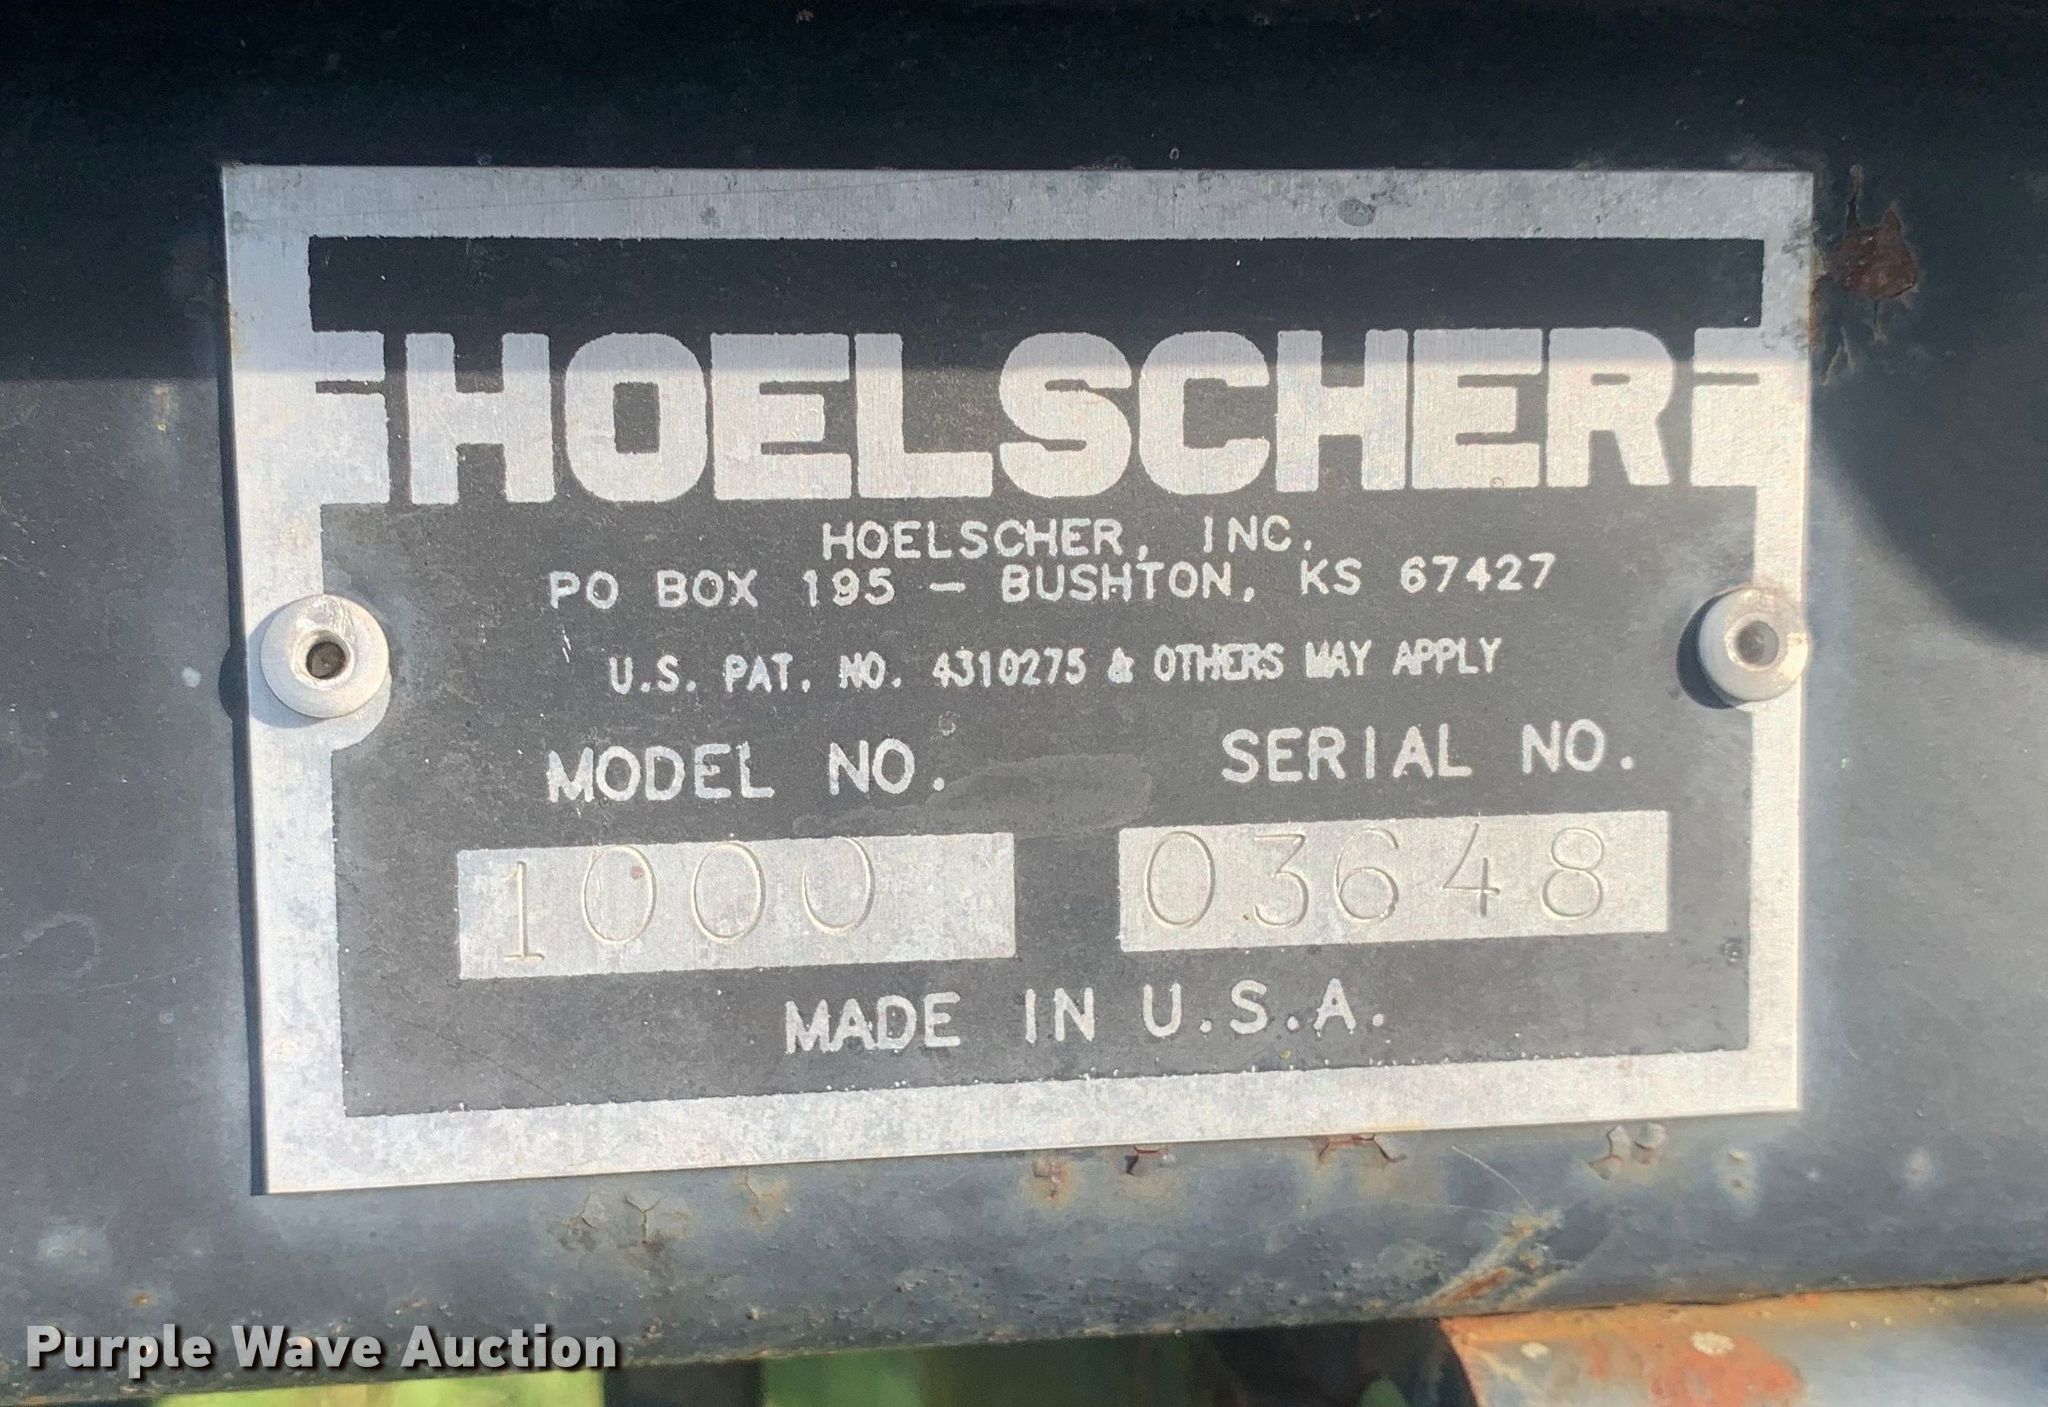 HOELSCHER
HOELSCHER, INC.
PO BOX 195 – BUSHTON, KS 67427
U.S. PAT. NO. 4310275 & OTHERS MAY APPLY
MODEL NO. SERIAL NO.
1000 03648
MADE IN U.S.A.
Purple Wave Auction